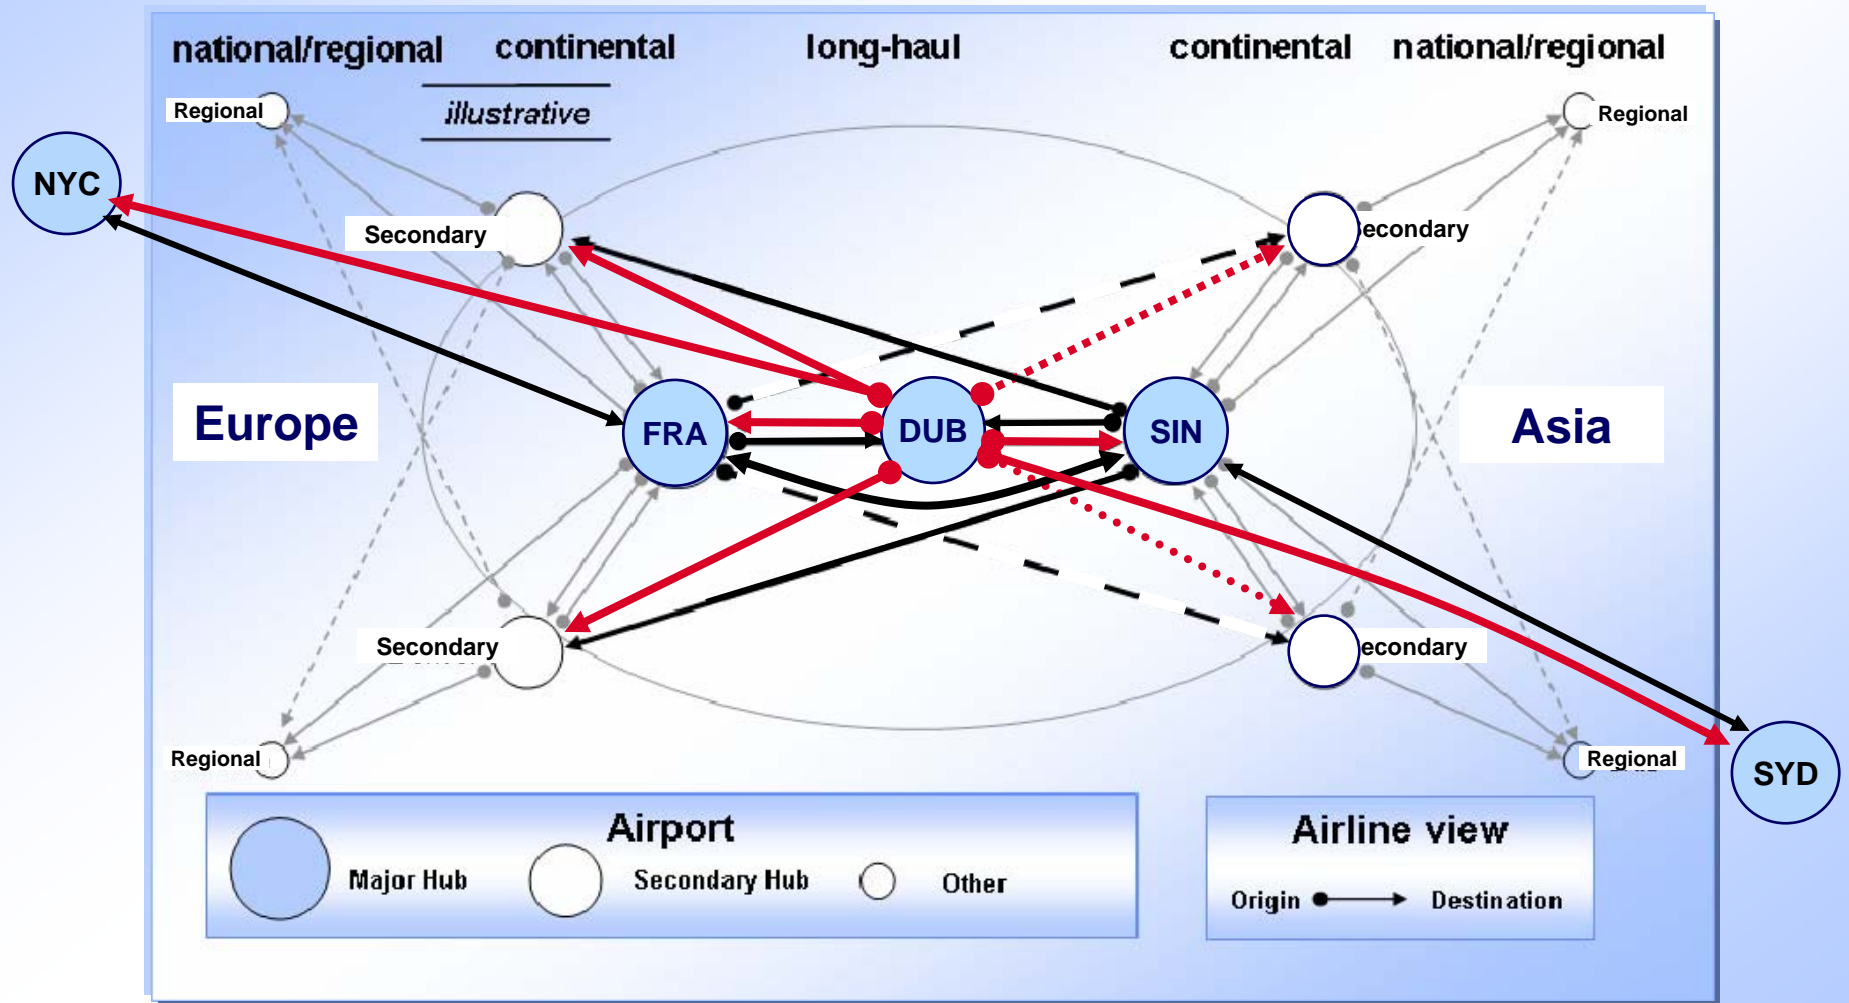 national/regional continental long-haul continental national/regional
illustrative
Regional
Regional
NYC
Secondary
econdary
Europe
FRA
DUB
SIN
Asia
Secondary
econdary
Regional
Regional
SYD
Airport
Major Hub
Secondary Hub
Other
Airline view
Origin
Destination